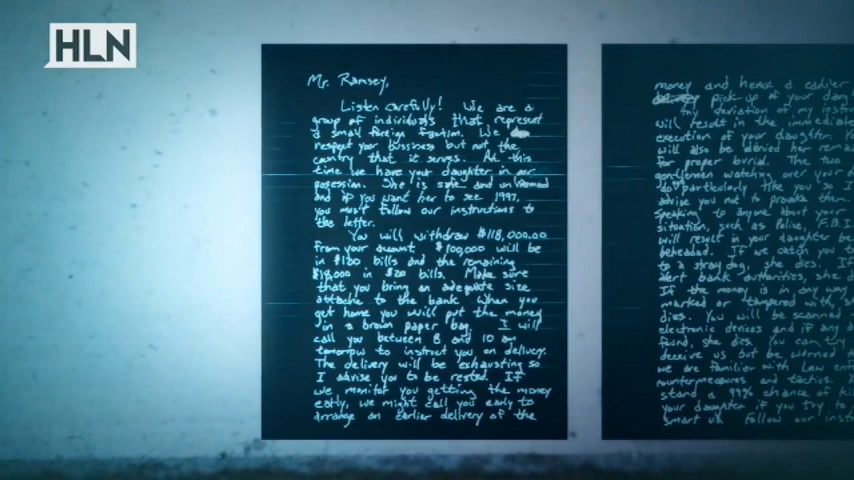 HLN
Mr. Ramsey,
Listen carefully! We are a
group of individuals that represent
a small foreign faction. We do
respect your bussiness but not the
country that it serves. At this
time we have your daughter in our
posession. She is safe and unharmed
and if you want her to see 1997,
you must follow our instructions to
the letter.
You will withdraw $118,000.00
from your account. $100,000 will be
in $100 bills and the remaining
$18,000 in $20 bills. Make sure
that you bring an adequate size
attache to the bank. When you
get home you will put the money
in a brown paper bag. I will
call you between 8 and 10 am
tomorrow to instruct you on delivery.
The delivery will be exhausting so
I advise you to be rested. If
we monitor you getting the money
early, we might call you early to
arrange an earlier delivery of the
money and hence a earlier
pick-up of your daug
Any deviation of my instru
will result in the immediate
execution of your daughter. Yo
will also be denied her remai
for proper burial. The two
gentlemen watching over your da
do particularly like you so I
advise you not to provoke them.
speaking to anyone about your
situation, such as Police, F.B.I.
will result in your daughter be
beheaded. If we catch you
to a stray dog, she dies. If
alert bank authorities, she d
If the money is in any way
marked or tampered with,
dies. You will be scanned
electronic devices and if any a
found, she dies. You can try
deceive us but be warned
we are familiar with Law en
countermeasures and tactics.
stand a 99% chance of
your daughter if you try to
smart us. Follow our inst